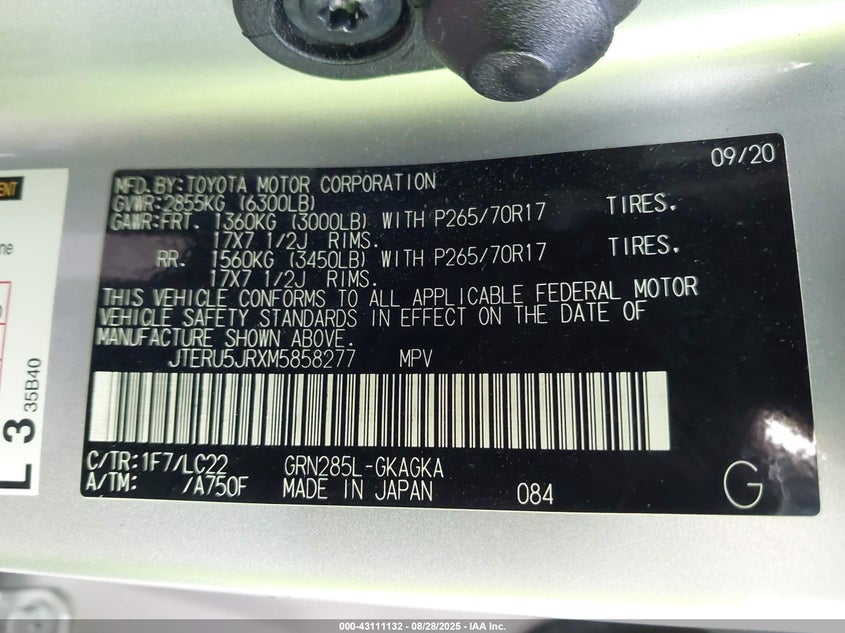 09/20
MFD.BY:TOYOTA MOTOR CORPORATION
GVWR:2855KG (6300LB)
GAWR:FRT. 1360KG (3000LB) WITH P265/70R17 TIRES.
17X7 1/2J RIMS.
RR. 1560KG (3450LB) WITH P265/70R17 TIRES.
17X7 1/2J RIMS.
THIS VEHICLE CONFORMS TO ALL APPLICABLE FEDERAL MOTOR
VEHICLE SAFETY STANDARDS IN EFFECT ON THE DATE OF
MANUFACTURE SHOWN ABOVE.
JTERU5JRXM5858277 MPV
C/TR:1F7/LC22 GRN285L-GKAGKA
A/TM: /A750F MADE IN JAPAN 084 G
L 3
35B40
000-43111132 | 08/28/2025 - IAA Inc.